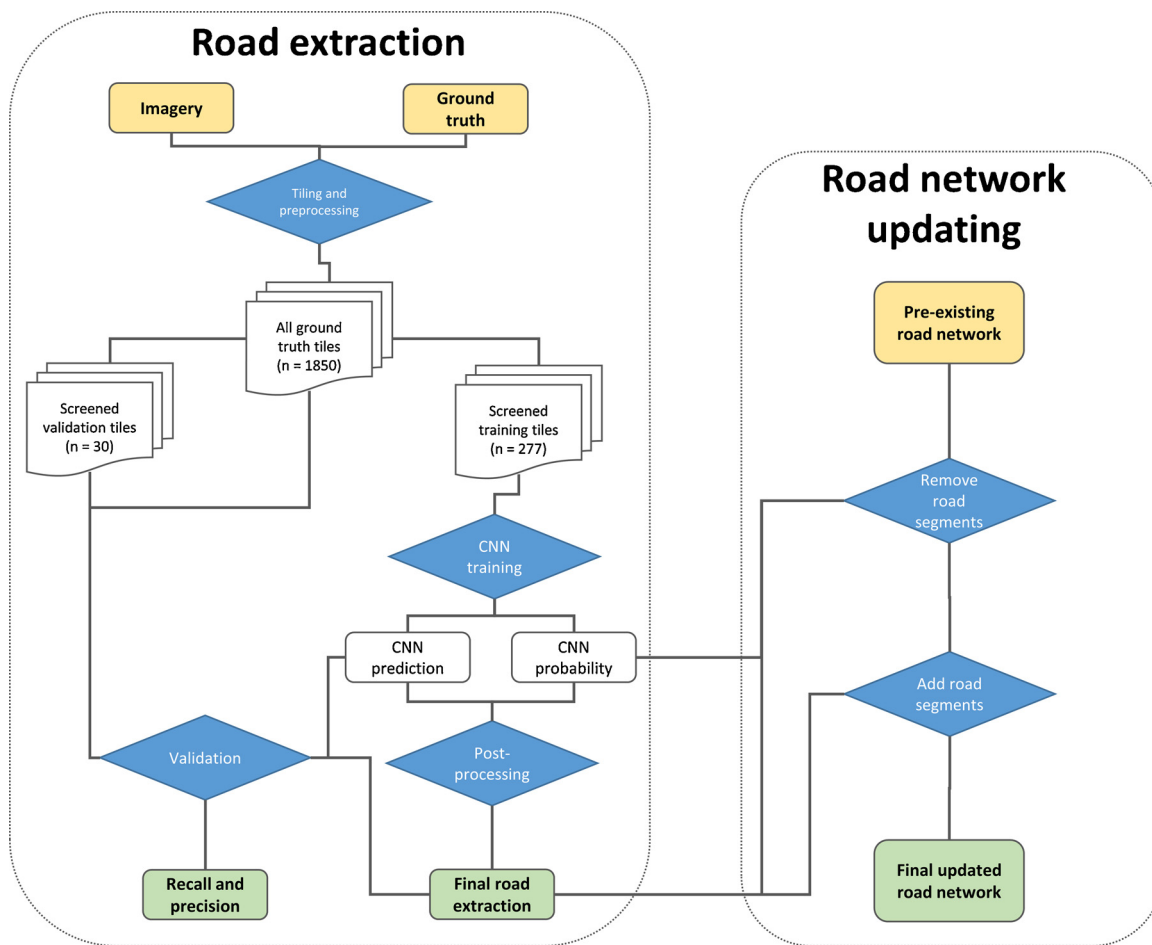 Road extraction
Imagery
Ground
truth
Tiling and
preprocessing
All ground
truth tiles
(n = 1850)
Screened
validation tiles
(n = 30)
Screened
training tiles
(n = 277)
CNN
training
CNN
prediction
CNN
probability
Validation
Post-
processing
Recall and
precision
Final road
extraction
Road network
updating
Pre-existing
road network
Remove
road
segments
Add road
segments
Final updated
road network